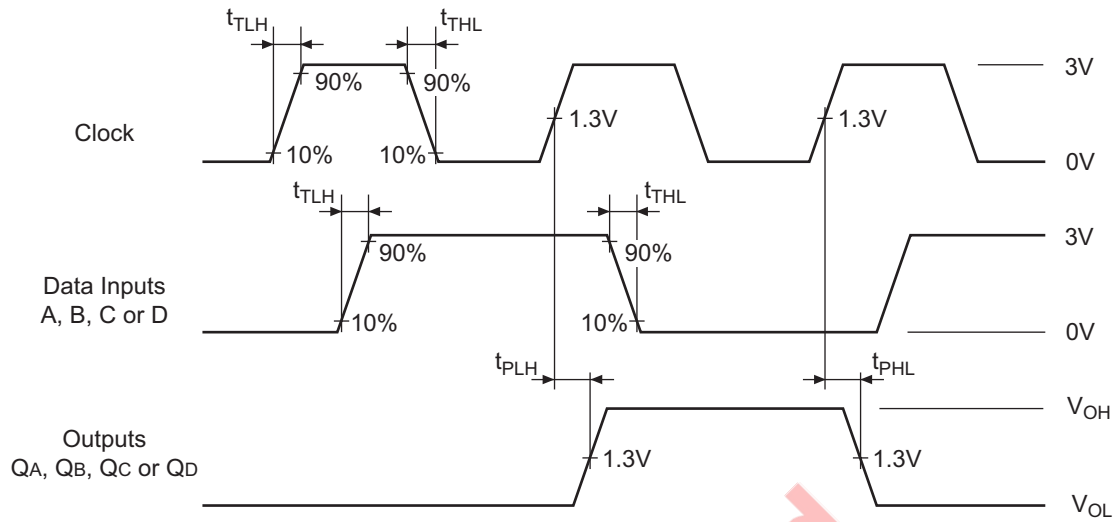 tTLH tTHL
90% 90% 1.3V 1.3V 3V
Clock
10% 10% 0V
tTLH tTHL
90% 90% 3V
Data Inputs
A, B, C or D
10% 10% 0V
tPLH tPHL
VOH
Outputs
QA, QB, QC or QD
1.3V 1.3V
VOL